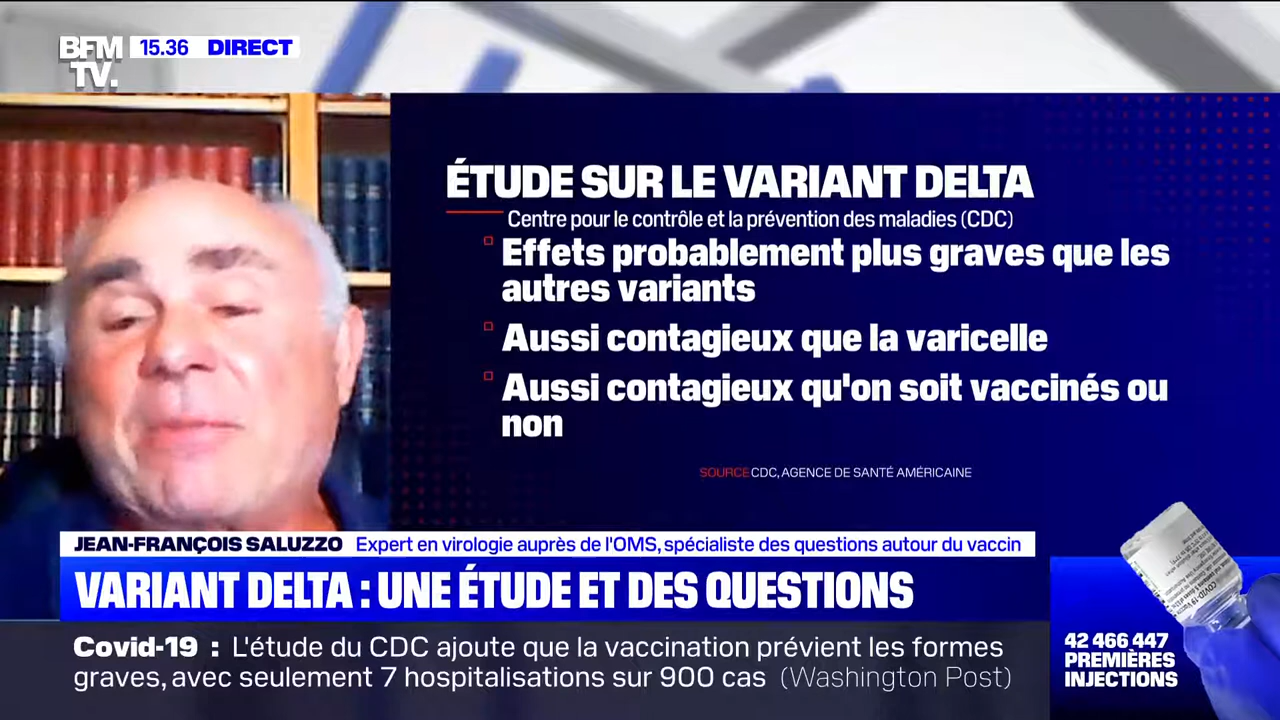 BFM
TV.
15.36 DIRECT
ÉTUDE SUR LE VARIANT DELTA
Centre pour le contrôle et la prévention des maladies (CDC)
Effets probablement plus graves que les
autres variants
Aussi contagieux que la varicelle
Aussi contagieux qu'on soit vaccinés ou
non
SOURCE CDC, AGENCE DE SANTÉ AMÉRICAINE
JEAN-FRANÇOIS SALUZZO Expert en virologie auprès de l'OMS, spécialiste des questions autour du vaccin
VARIANT DELTA : UNE ÉTUDE ET DES QUESTIONS
Covid-19 : L'étude du CDC ajoute que la vaccination prévient les formes
graves, avec seulement 7 hospitalisations sur 900 cas (Washington Post)
42 466 447
PREMIÈRES
INJECTIONS
COVID-19